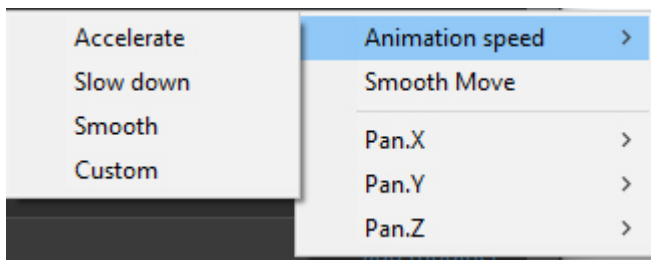 Accelerate
Slow down
Smooth
Custom
Animation speed
Smooth Move
Pan.X
Pan.Y
Pan.Z